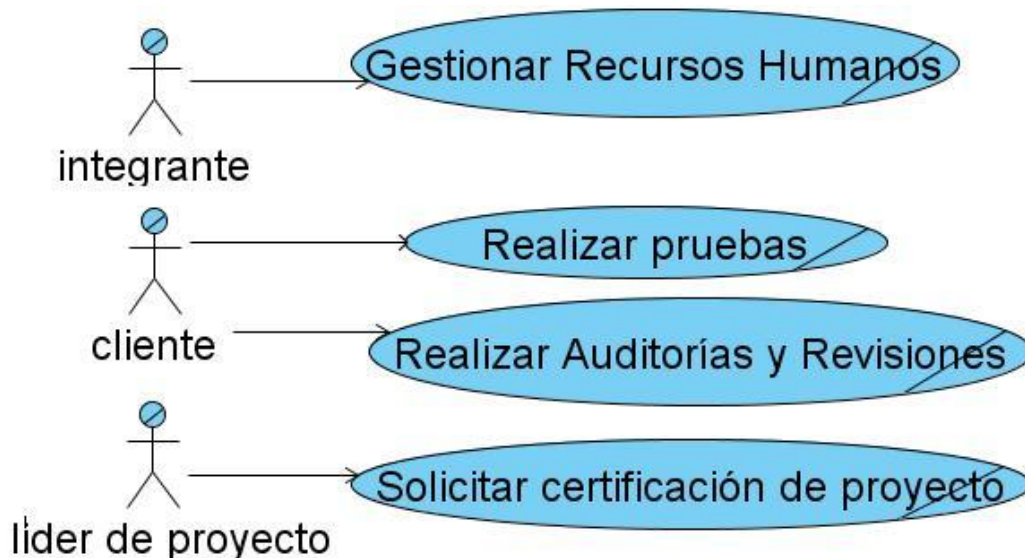 Gestionar Recursos Humanos
integrante
Realizar pruebas
cliente
Realizar Auditorías y Revisiones
Solicitar certificación de proyecto
líder de proyecto